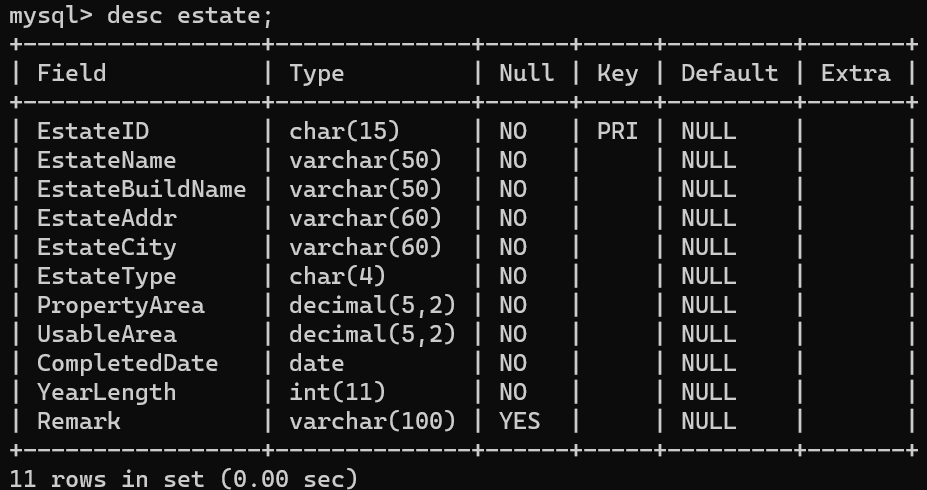 mysql> desc estate;
+-----------------+--------------+------+-----+---------+-------+
| Field           | Type         | Null | Key | Default | Extra |
+-----------------+--------------+------+-----+---------+-------+
| EstateID        | char(15)     | NO   | PRI | NULL    |       |
| EstateName      | varchar(50)  | NO   |     | NULL    |       |
| EstateBuildName | varchar(50)  | NO   |     | NULL    |       |
| EstateAddr      | varchar(60)  | NO   |     | NULL    |       |
| EstateCity      | varchar(60)  | NO   |     | NULL    |       |
| EstateType      | char(4)      | NO   |     | NULL    |       |
| PropertyArea    | decimal(5,2) | NO   |     | NULL    |       |
| UsableArea      | decimal(5,2) | NO   |     | NULL    |       |
| CompletedDate   | date         | NO   |     | NULL    |       |
| YearLength      | int(11)      | NO   |     | NULL    |       |
| Remark          | varchar(100) | YES  |     | NULL    |       |
+-----------------+--------------+------+-----+---------+-------+
11 rows in set (0.00 sec)